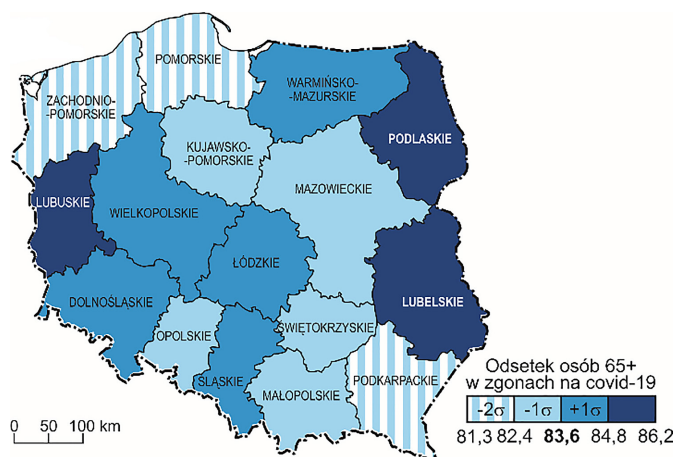 POMORSKIE
ZACHODNIO-
-POMORSKIE
WARMIŃSKO-
-MAZURSKIE
PODLASKIE
KUJAWSKO-
-POMORSKIE
MAZOWIECKIE
LUBUSKIE
WIELKOPOLSKIE
ŁÓDZKIE
LUBELSKIE
DOLNOŚLĄSKIE
OPOLSKIE
ŚWIĘTOKRZYSKIE
ŚLĄSKIE
MAŁOPOLSKIE
PODKARPACKIE
Odsetek osób 65+
w zgonach na covid-19
-2σ -1σ +1σ
81,3 82,4 83,6 84,8 86,2
0 50 100 km